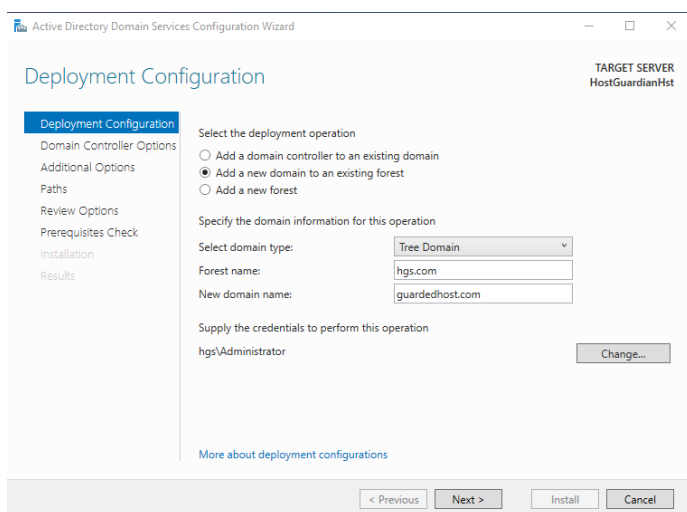 Active Directory Domain Services Configuration Wizard
Deployment Configuration
TARGET SERVER
HostGuardianHst
Deployment Configuration
Domain Controller Options
Additional Options
Paths
Review Options
Prerequisites Check
Installation
Results
Select the deployment operation
Add a domain controller to an existing domain
Add a new domain to an existing forest
Add a new forest
Specify the domain information for this operation
Select domain type: Tree Domain
Forest name: hgs.com
New domain name: guardedhost.com
Supply the credentials to perform this operation
hgs\Administrator Change...
More about deployment configurations
< Previous Next > Install Cancel